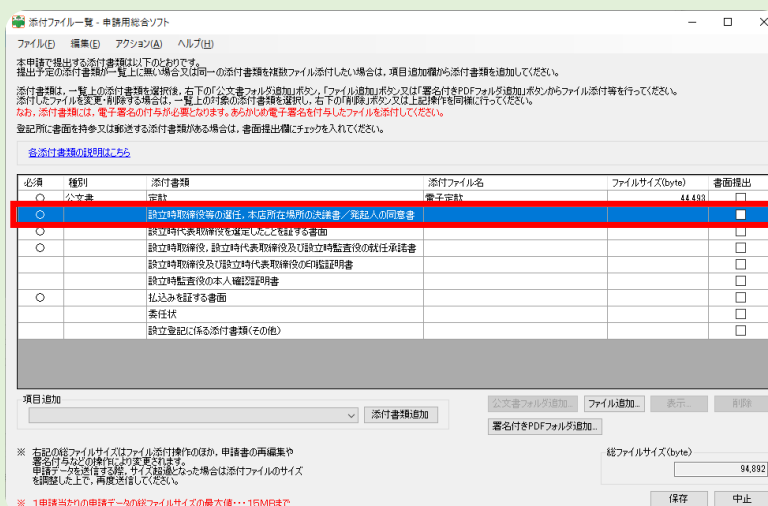 添付ファイル一覧 - 申請用総合ソフト
ファイル(F) 編集(E) アクション(A) ヘルプ(H)
本申請で提出する添付書類は以下のとおりです。
提出予定の添付書類が一覧上に無い場合又は同一の添付書類を複数ファイル添付したい場合は，項目追加欄から添付書類を追加してください。
添付書類は，一覧上の添付書類を選択後，右下の「公文書フォルダ追加」ボタン，「ファイル追加」ボタン又は「署名付きPDFフォルダ追加」ボタンからファイル添付等を行ってください。
添付したファイルを変更・削除する場合は，一覧上の対象の添付書類を選択し，右下の「削除」ボタン又は上記操作を同様に行ってください。
なお，添付書類には，電子署名の付与が必要となります。あらかじめ電子署名を付与したファイルを添付してください。
登記所に書面を持参又は郵送する添付書類がある場合は，書面提出欄にチェックを入れてください。
各添付書類の説明はこちら
必須 種別 添付書類 添付ファイル名 ファイルサイズ(byte) 書面提出
○ 公文書 定款 電子定款 44,493
○ 設立時取締役等の選任，本店所在場所の決議書／発起人の同意書
○ 設立時代表取締役を選定したことを証する書面
○ 設立時取締役，設立時代表取締役及び設立時監査役の就任承諾書
設立時取締役及び設立時代表取締役の印鑑証明書
設立時監査役の本人確認証明書
○ 払込みを証する書面
委任状
設立登記に係る添付書類(その他)
項目追加
添付書類追加
公文書フォルダ追加... ファイル追加... 表示... 削除
署名付きPDFフォルダ追加...
※ 右記の総ファイルサイズはファイル添付操作のほか，申請書の再編集や
署名付与などの操作により変更されます。
申請データを送信する際，サイズ超過となった場合は添付ファイルのサイズ
を調整した上で，再度送信してください。
総ファイルサイズ(byte)
94,892
※ 1申請当たりの申請データの総ファイルサイズの最大値・・・15MBまで
保存 中止